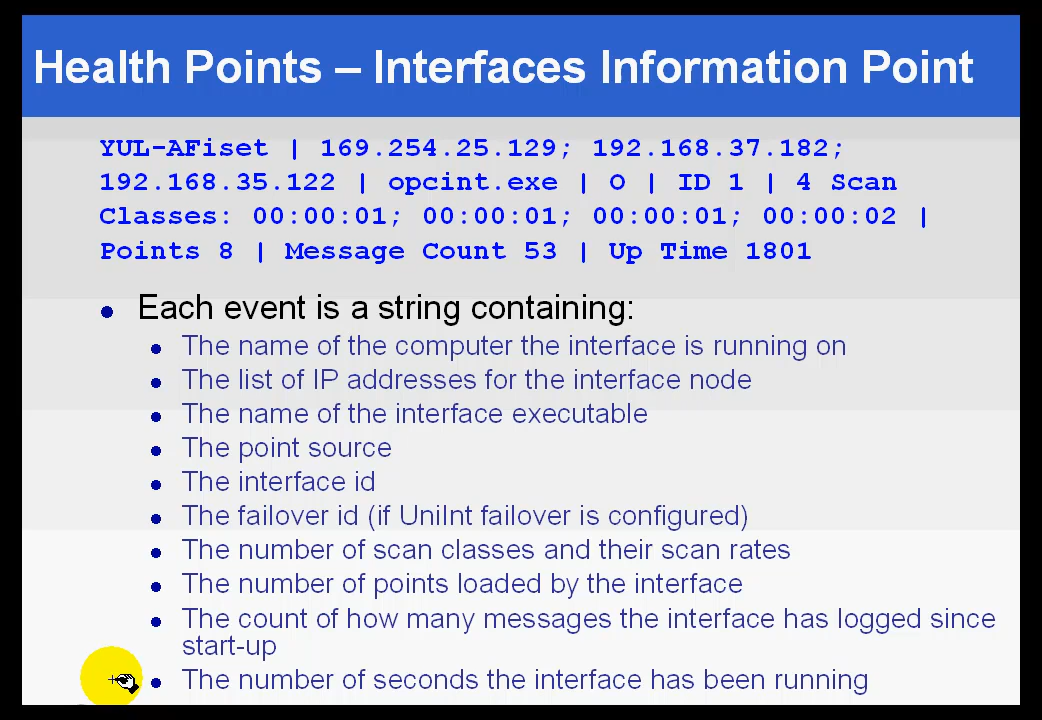 Health Points – Interfaces Information Point
YUL-AFiset | 169.254.25.129; 192.168.37.182;
192.168.35.122 | opcint.exe | O | ID 1 | 4 Scan
Classes: 00:00:01; 00:00:01; 00:00:01; 00:00:02 |
Points 8 | Message Count 53 | Up Time 1801
• Each event is a string containing:
• The name of the computer the interface is running on
• The list of IP addresses for the interface node
• The name of the interface executable
• The point source
• The interface id
• The failover id (if UniInt failover is configured)
• The number of scan classes and their scan rates
• The number of points loaded by the interface
• The count of how many messages the interface has logged since
start-up
• The number of seconds the interface has been running